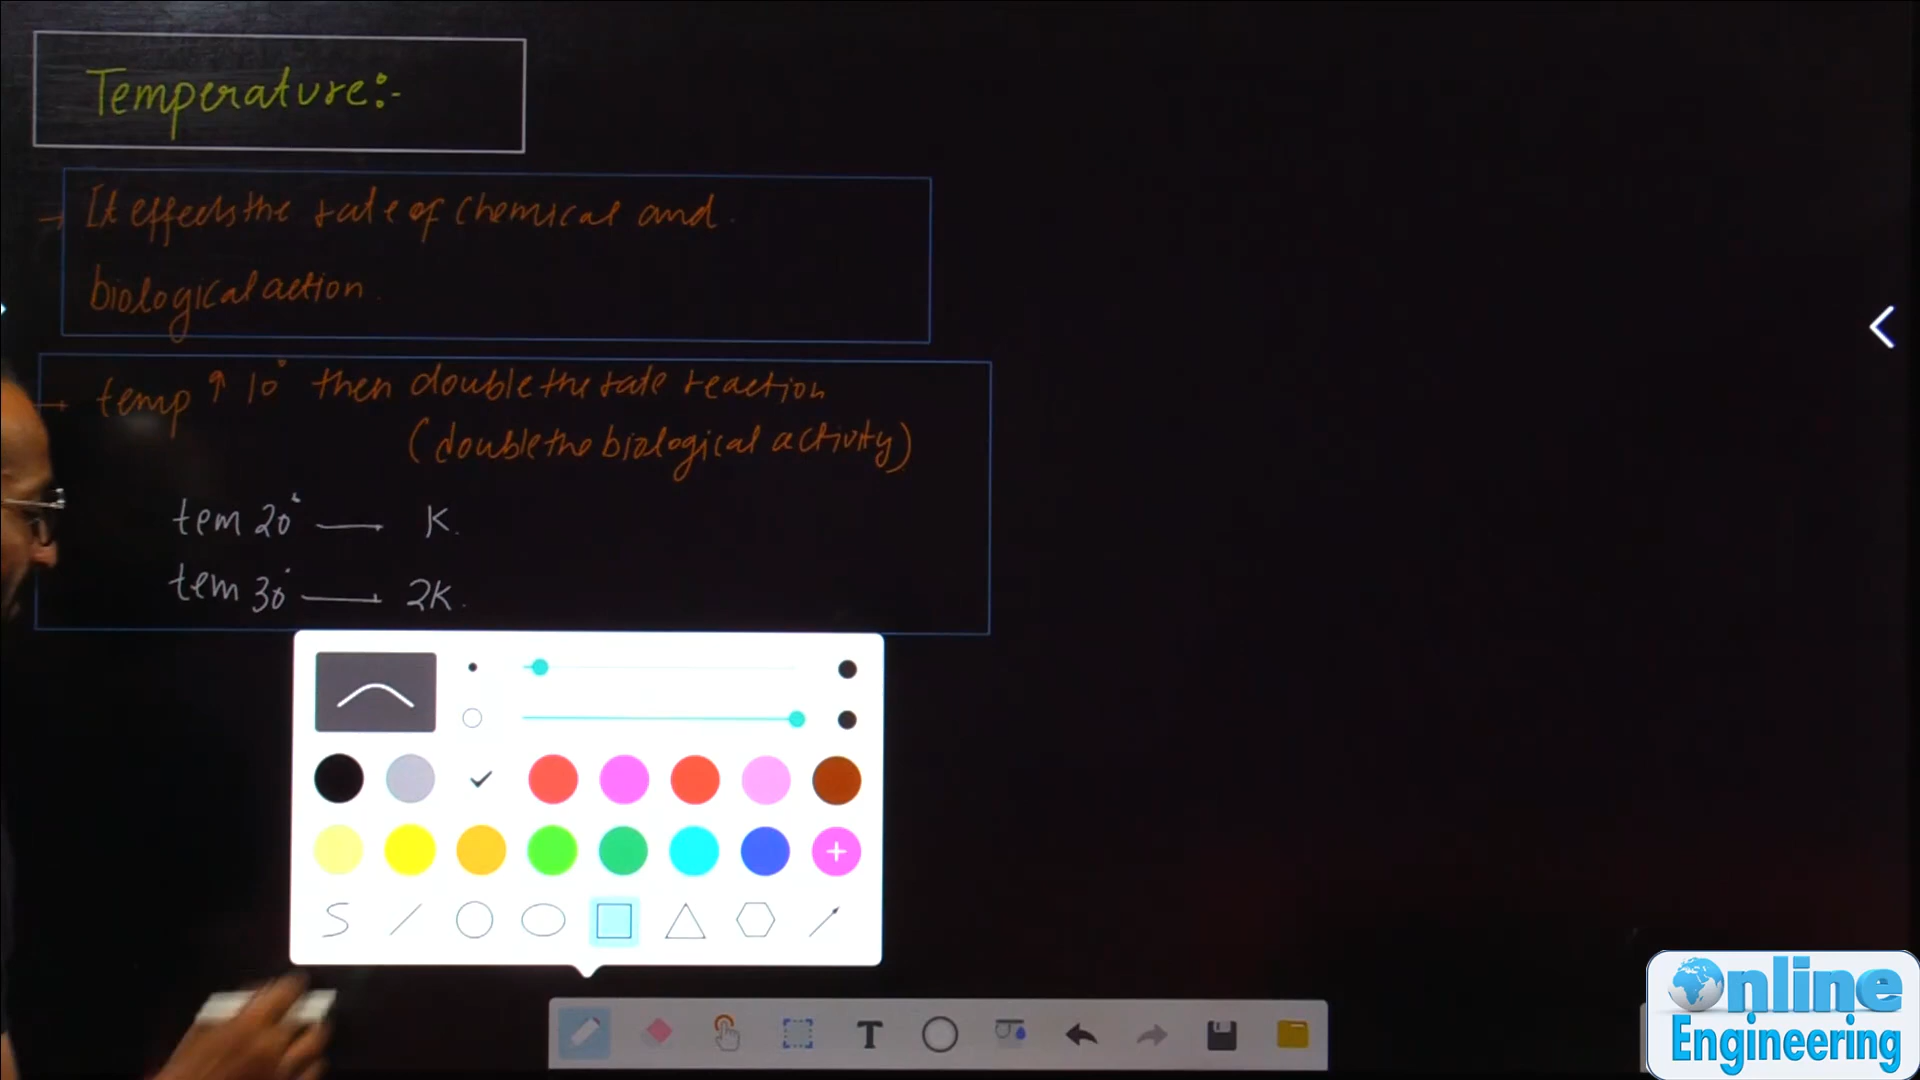 Temperature:-
→ It effects the rate of chemical and
biological action.
→ temp ↑ 10° then double the rate reaction
(double the biological activity)
tem 20° — K.
tem 30° — 2K.
T
Online
Engineering